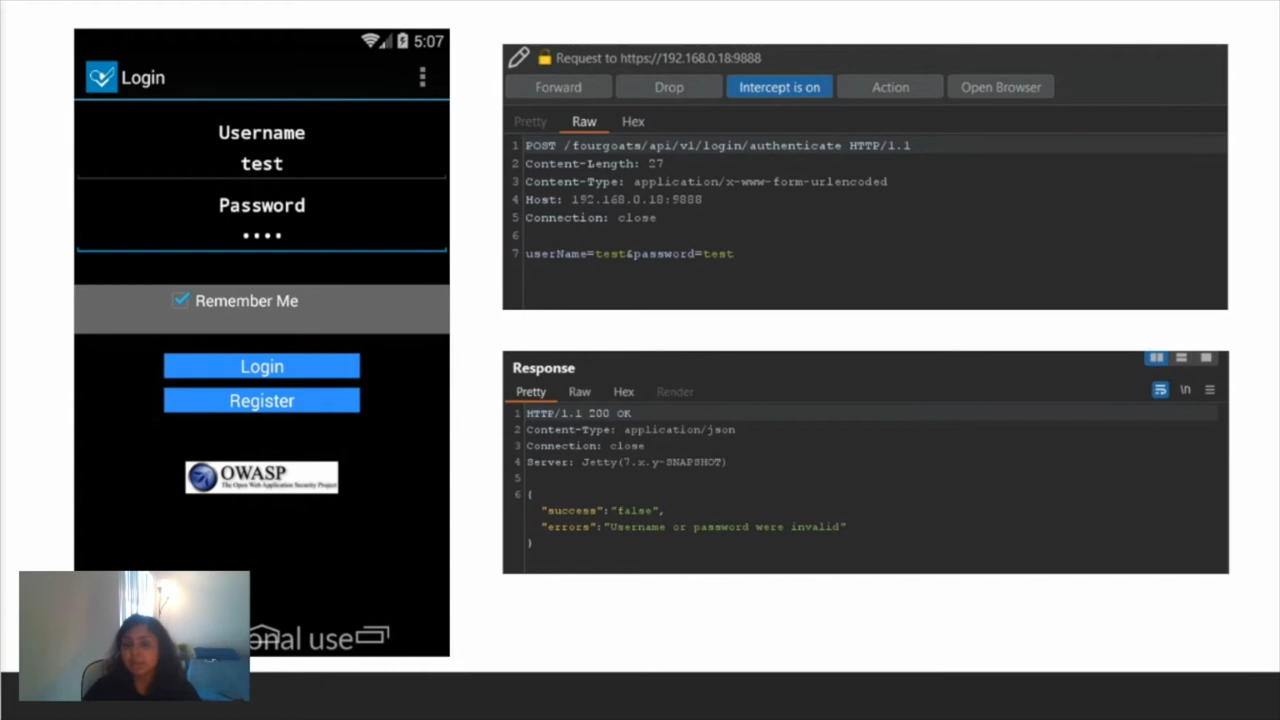 5:07
Login
Username
test
Password
Remember Me
Login
Register
OWASP
The Open Web Application Security Project
onal use
Request to https://192.168.0.18:9888
Forward Drop Intercept is on Action Open Browser
Pretty Raw Hex
1 POST /fourgoats/api/v1/login/authenticate HTTP/1.1
2 Content-Length: 27
3 Content-Type: application/x-www-form-urlencoded
4 Host: 192.168.0.18:9888
5 Connection: close
6
7 userName=test&password=test
Response
Pretty Raw Hex Render \n
1 HTTP/1.1 200 OK
2 Content-Type: application/json
3 Connection: close
4 Server: Jetty(7.x.y-SNAPSHOT)
5
6 {
"success":"false",
"errors":"Username or password were invalid"
}